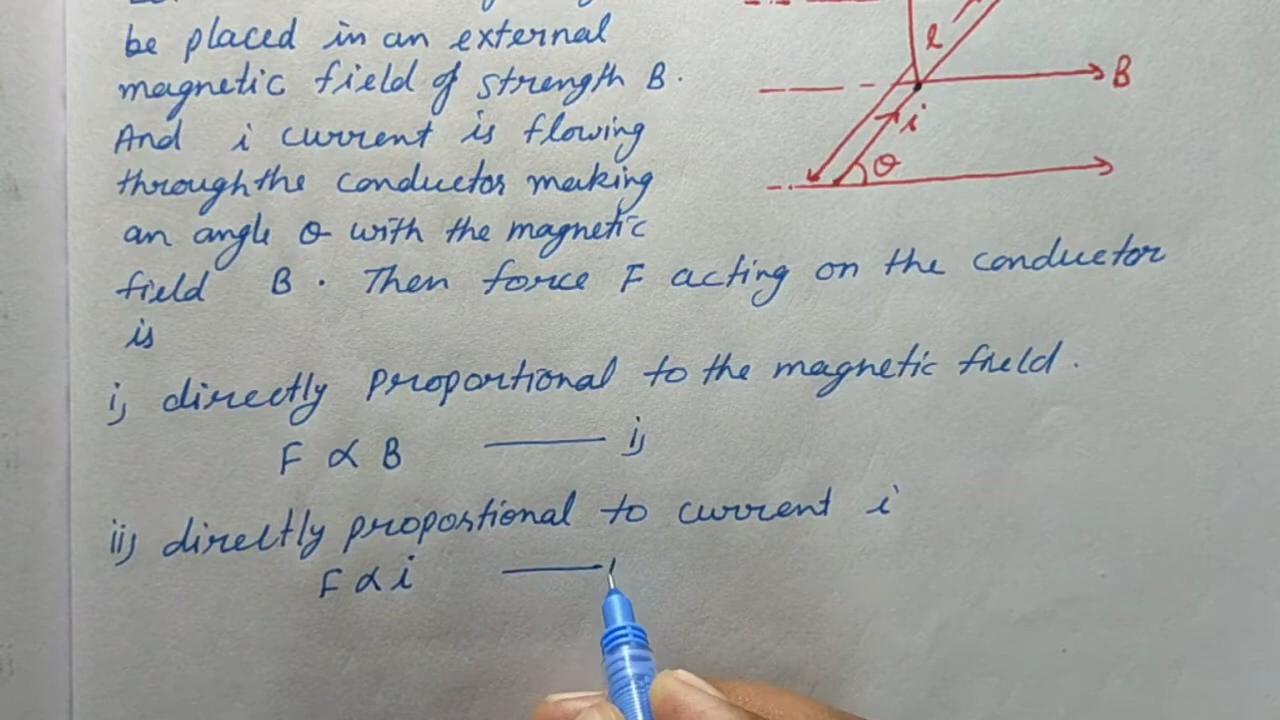 be placed in an external
magnetic field of strength B.
And i current is flowing
through the conductor making
an angle θ with the magnetic
field B. Then force F acting on the conductor
is
i) directly proportional to the magnetic field.
F ∝ B —— i)
ii) directly proportional to current i
F ∝ i ——
l
B
i
θ